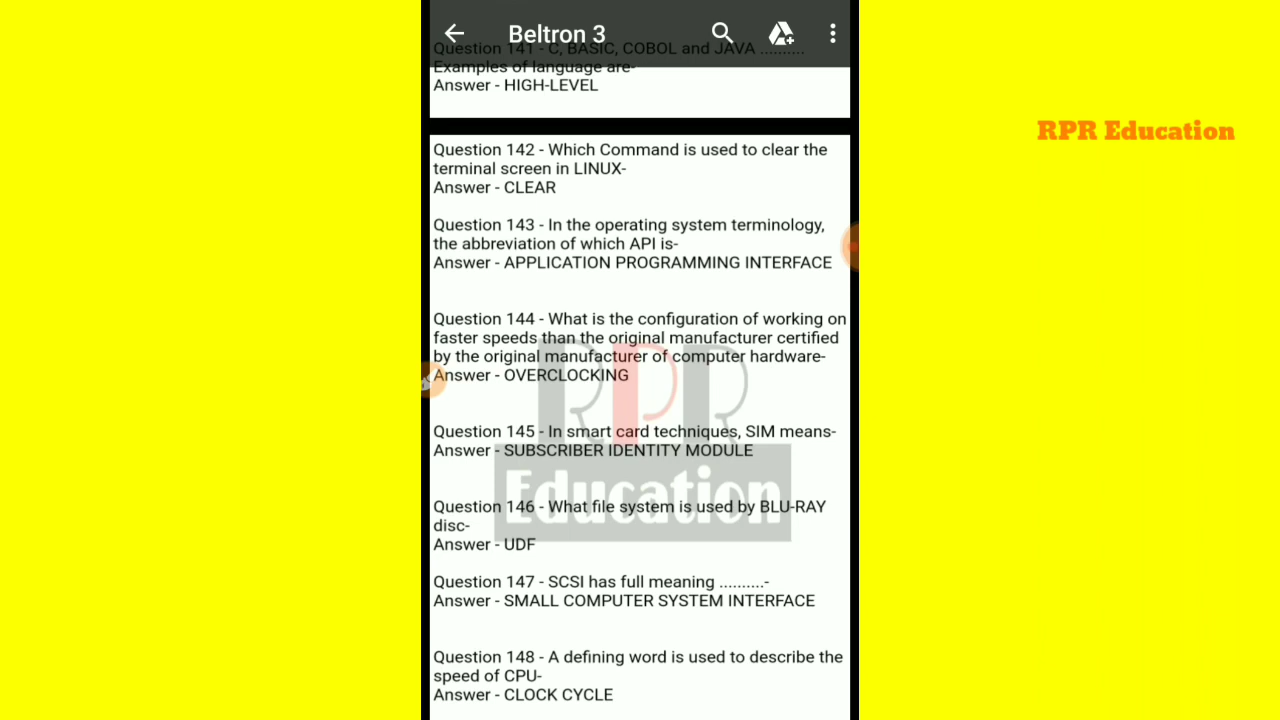 Beltron 3
Question 141 - C, BASIC, COBOL and JAVA ..........
Examples of language are-
Answer - HIGH-LEVEL
RPR Education
Question 142 - Which Command is used to clear the
terminal screen in LINUX-
Answer - CLEAR
Question 143 - In the operating system terminology,
the abbreviation of which API is-
Answer - APPLICATION PROGRAMMING INTERFACE
Question 144 - What is the configuration of working on
faster speeds than the original manufacturer certified
by the original manufacturer of computer hardware-
Answer - OVERCLOCKING
Question 145 - In smart card techniques, SIM means-
Answer - SUBSCRIBER IDENTITY MODULE
RPR
Education
Question 146 - What file system is used by BLU-RAY
disc-
Answer - UDF
Question 147 - SCSI has full meaning ..........-
Answer - SMALL COMPUTER SYSTEM INTERFACE
Question 148 - A defining word is used to describe the
speed of CPU-
Answer - CLOCK CYCLE